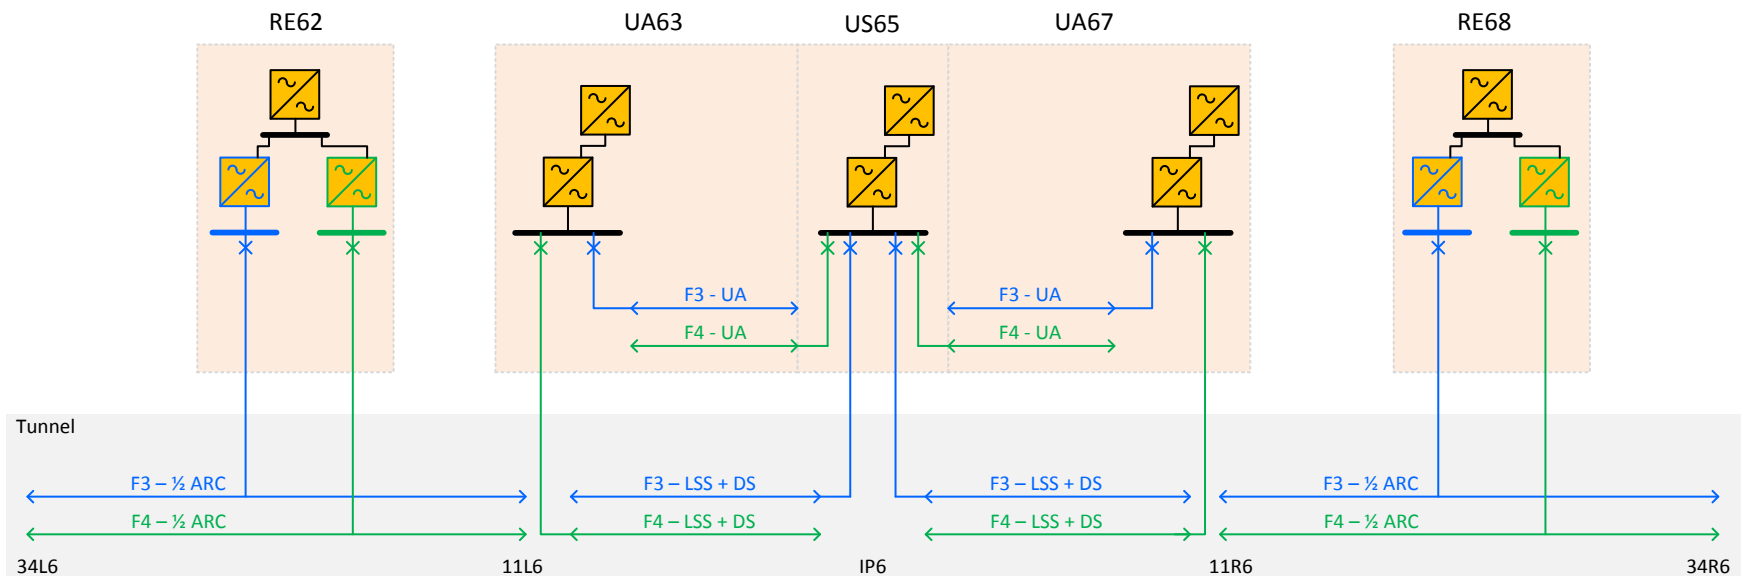 RE62
UA63
US65
UA67
RE68
F3 - UA
F3 - UA
F4 - UA
F4 - UA
Tunnel
F3 – ½ ARC
F3 – LSS + DS
F3 – LSS + DS
F3 – ½ ARC
F4 – ½ ARC
F4 – LSS + DS
F4 – LSS + DS
F4 – ½ ARC
34L6
11L6
IP6
11R6
34R6